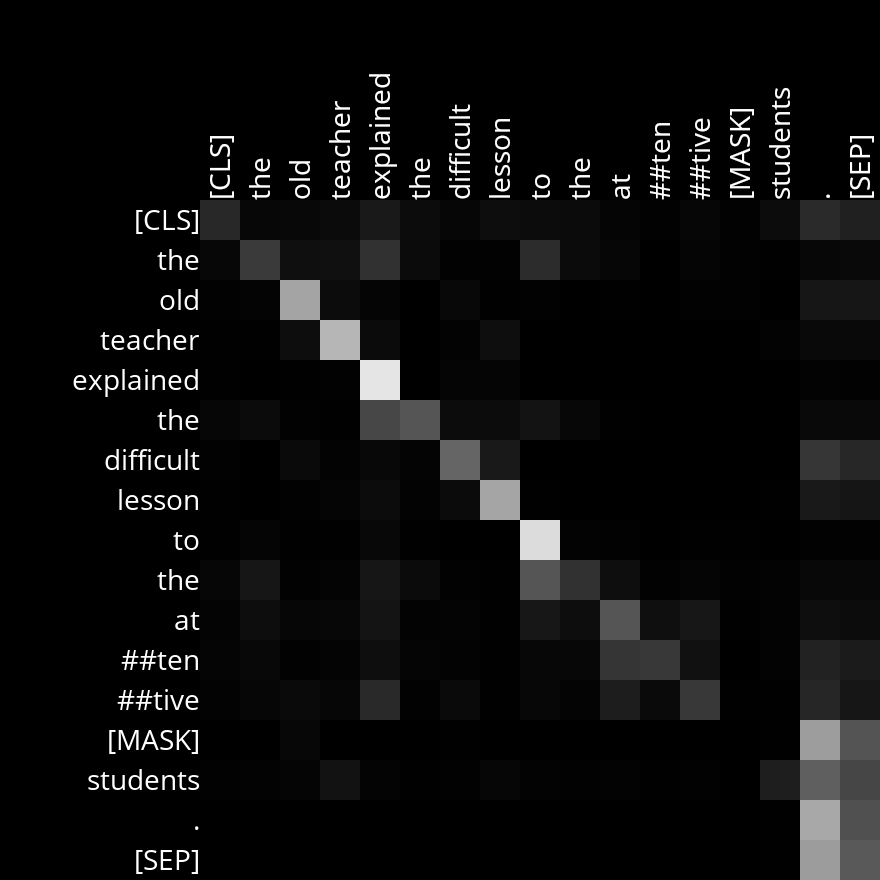 [CLS] the old teacher explained the difficult lesson to the at ##ten ##tive [MASK] students . [SEP]
[CLS]
the
old
teacher
explained
the
difficult
lesson
to
the
at
##ten
##tive
[MASK]
students
.
[SEP]